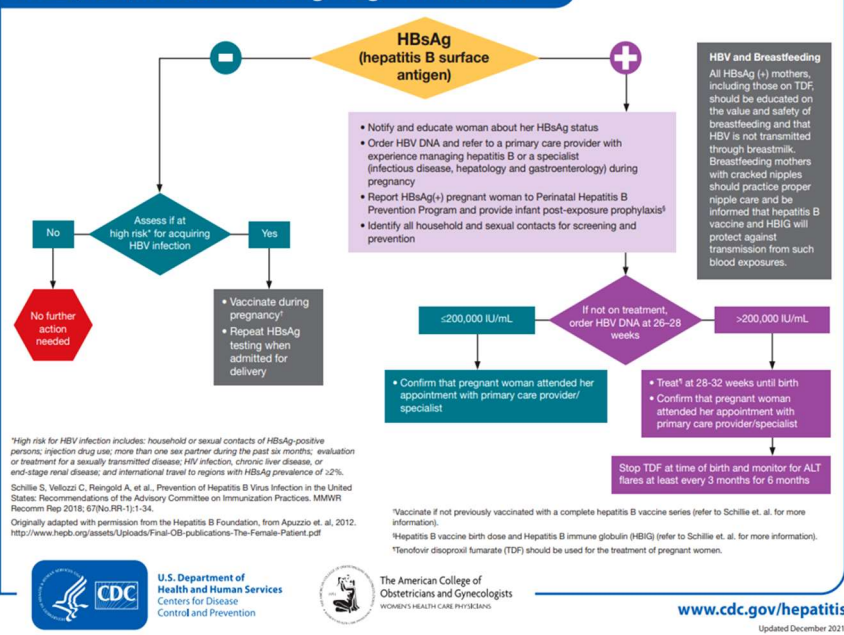 HBsAg
(hepatitis B surface
antigen)
HBV and Breastfeeding
All HBsAg (+) mothers,
including those on TDF,
should be educated on
the value and safety of
breastfeeding and that
HBV is not transmitted
through breastmilk.
Breastfeeding mothers
with cracked nipples
should practice proper
nipple care and be
informed that hepatitis B
vaccine and HBIG will
protect against
transmission from such
blood exposures.
• Notify and educate woman about her HBsAg status
• Order HBV DNA and refer to a primary care provider with
experience managing hepatitis B or a specialist
(infectious disease, hepatology and gastroenterology) during
pregnancy
• Report HBsAg(+) pregnant woman to Perinatal Hepatitis B
Prevention Program and provide infant post-exposure prophylaxis§
• Identify all household and sexual contacts for screening and
prevention
No
Assess if at
high risk* for acquiring
HBV infection
Yes
No further
action
needed
• Vaccinate during
pregnancy†
• Repeat HBsAg
testing when
admitted for
delivery
≤200,000 IU/mL
If not on treatment,
order HBV DNA at 26–28
weeks
>200,000 IU/mL
• Confirm that pregnant woman attended her
appointment with primary care provider/
specialist
• Treat¶ at 28-32 weeks until birth
• Confirm that pregnant woman
attended her appointment with
primary care provider/specialist
Stop TDF at time of birth and monitor for ALT
flares at least every 3 months for 6 months
*High risk for HBV infection includes: household or sexual contacts of HBsAg-positive
persons; injection drug use; more than one sex partner during the past six months; evaluation
or treatment for a sexually transmitted disease; HIV infection, chronic liver disease, or
end-stage renal disease; and international travel to regions with HBsAg prevalence of ≥2%.
Schillie S, Vellozzi C, Reingold A, et al., Prevention of Hepatitis B Virus Infection in the United
States: Recommendations of the Advisory Committee on Immunization Practices. MMWR
Recomm Rep 2018; 67(No.RR-1):1-34.
Originally adapted with permission from the Hepatitis B Foundation, from Apuzzio et. al, 2012.
http://www.hepb.org/assets/Uploads/Final-OB-publications-The-Female-Patient.pdf
†Vaccinate if not previously vaccinated with a complete hepatitis B vaccine series (refer to Schillie et. al. for more
information).
§Hepatitis B vaccine birth dose and Hepatitis B immune globulin (HBIG) (refer to Schillie et. al. for more information).
¶Tenofovir disoproxil fumarate (TDF) should be used for the treatment of pregnant women.
CDC
U.S. Department of
Health and Human Services
Centers for Disease
Control and Prevention
The American College of
Obstetricians and Gynecologists
WOMEN'S HEALTH CARE PHYSICIANS
www.cdc.gov/hepatitis
Updated December 2021